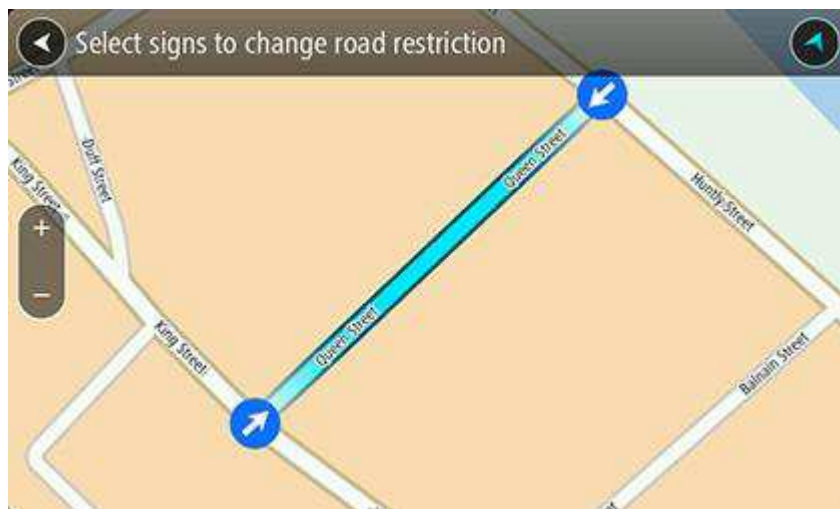 Select signs to change road restriction
Duff Street
King Street
Queen Street
Huntly Street
+
−
Queen Street
King Street
Balnain Street